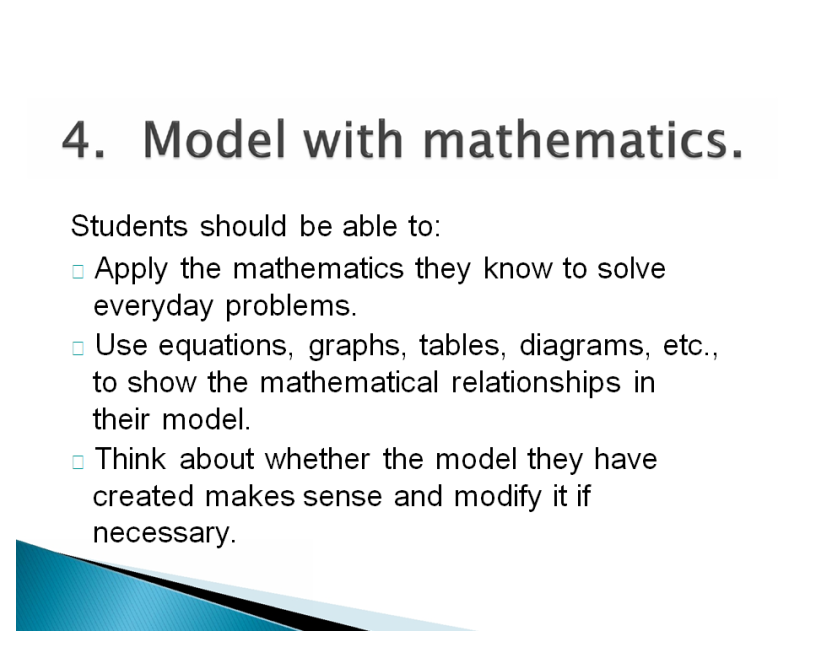 4. Model with mathematics.
Students should be able to:
Apply the mathematics they know to solve
everyday problems.
Use equations, graphs, tables, diagrams, etc.,
to show the mathematical relationships in
their model.
Think about whether the model they have
created makes sense and modify it if
necessary.